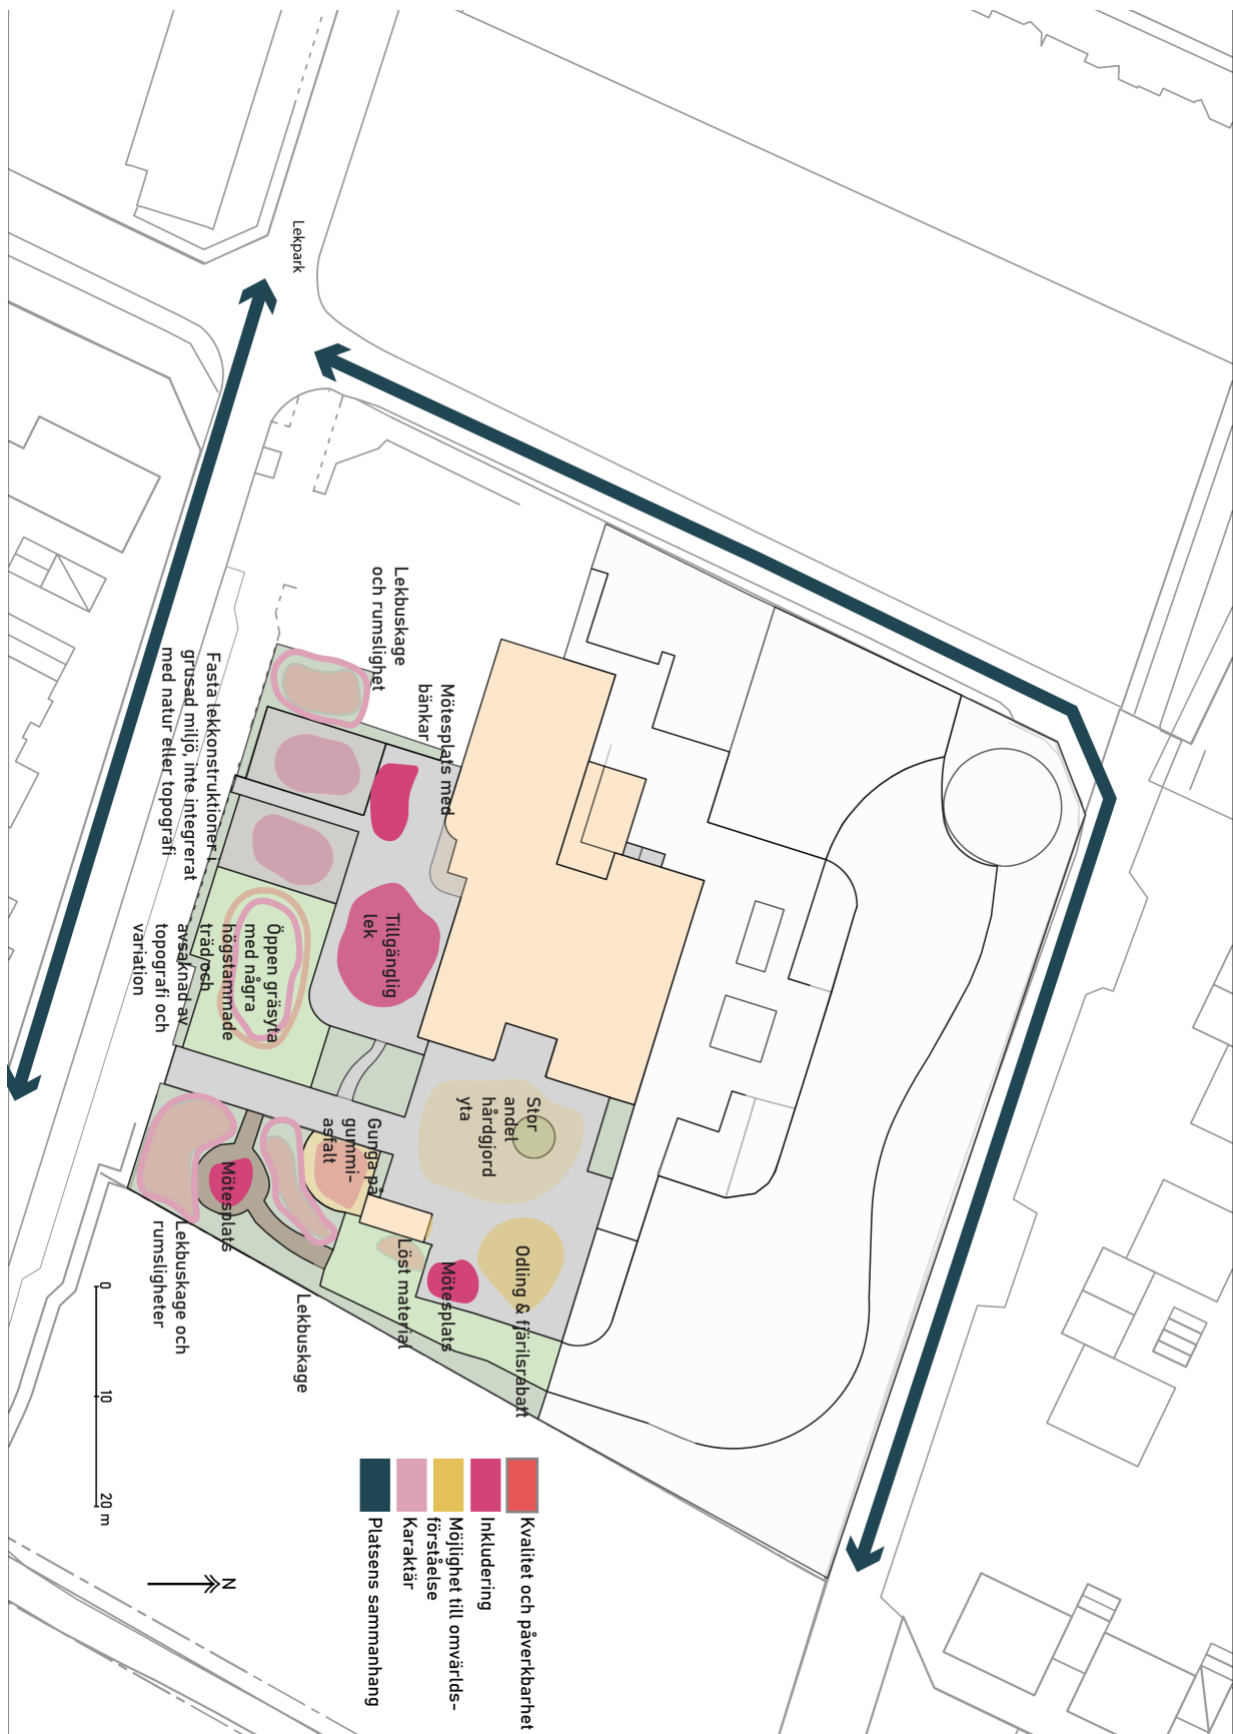 Lekpark
Lekbuskage
och rumslighet
Mötesplats med
bänkar
Fasta lekkonstruktioner i
grusad miljö, inte integrerat
med natur eller topografi
Tillgänglig
lek
Öppen gräsyta
med några
högstammade
träd och
avsaknad av
topografi och
variation
Stor
andel
hårdgjord
yta
Gunga på
gummi-
asfalt
Mötesplats
Lekbuskage och
rumsligheter
Lekbuskage
Löst material
Mötesplats
Odling & fjärilsrabatt
0
10
20 m
N
Kvalitet och påverkbarhet
Inkludering
Möjlighet till omvärlds-
förståelse
Karaktär
Platsens sammanhang